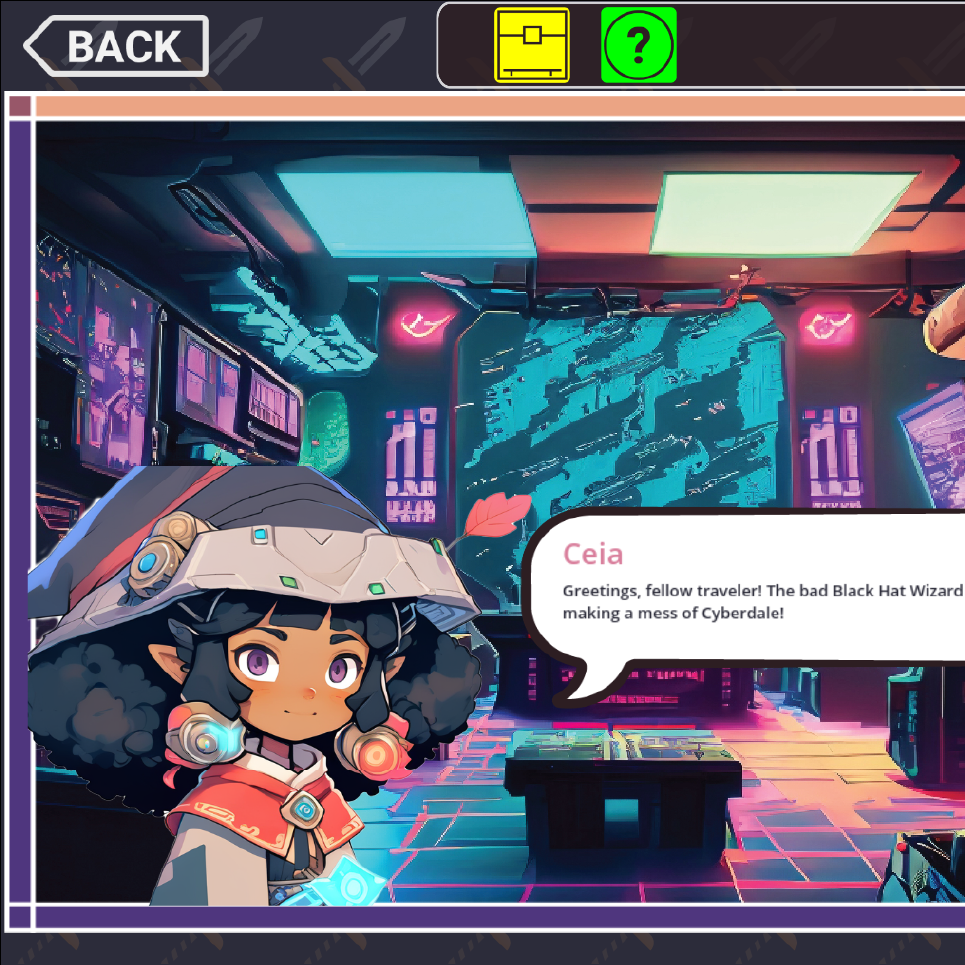 BACK
?
Ceia
Greetings, fellow traveler! The bad Black Hat Wizard
making a mess of Cyberdale!